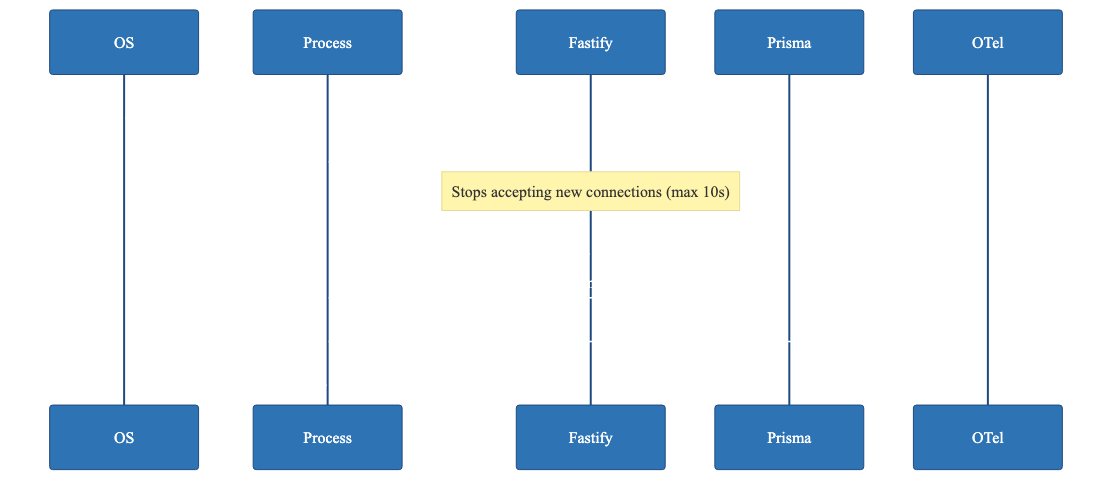 OS
Process
Fastify
Prisma
OTel
Stops accepting new connections (max 10s)
OS
Process
Fastify
Prisma
OTel